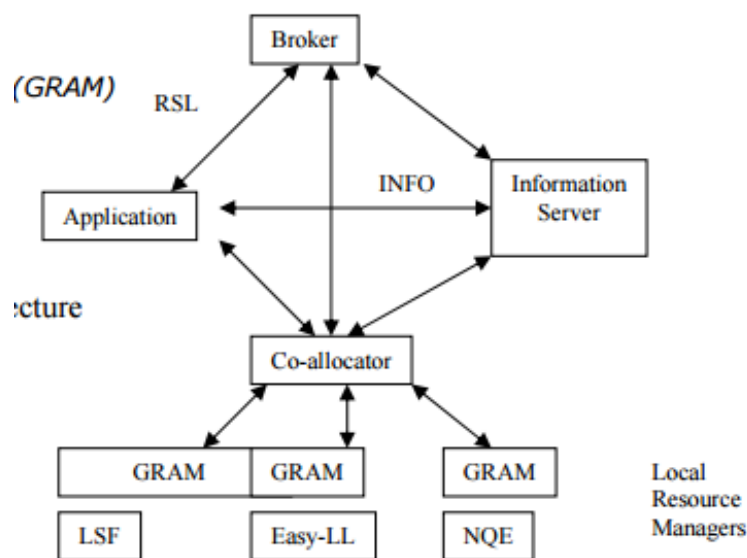 Broker
(GRAM)
RSL
INFO
Information
Server
Application
ecture
Co-allocator
GRAM
GRAM
GRAM
Local
Resource
Managers
LSF
Easy-LL
NQE